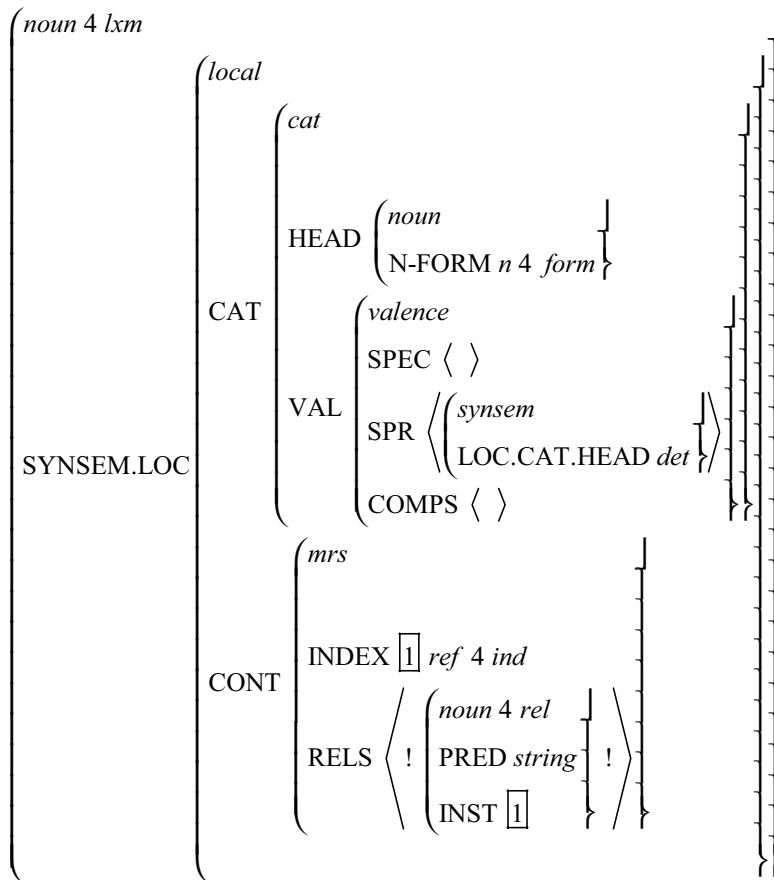 noun 4 lxm
local
cat
noun
HEAD
N-FORM n 4 form
CAT
valence
SPEC ⟨ ⟩
VAL
synsem
SPR ⟨ ⟩
LOC.CAT.HEAD det
SYNSEM.LOC
COMPS ⟨ ⟩
mrs
INDEX 1 ref 4 ind
CONT
noun 4 rel
RELS ⟨ ! PRED string ! ⟩
INST 1